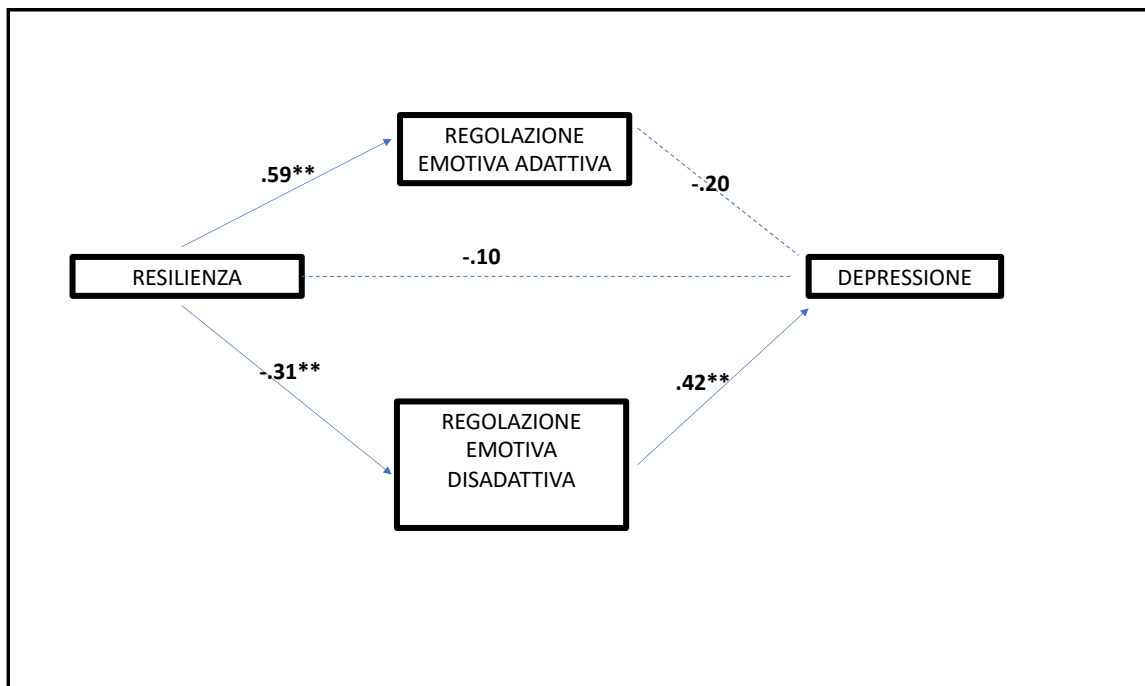 REGOLAZIONE
EMOTIVA ADATTIVA
.59**
-.20
-.10
RESILIENZA
DEPRESSIONE
-.31**
.42**
REGOLAZIONE
EMOTIVA
DISADATTIVA